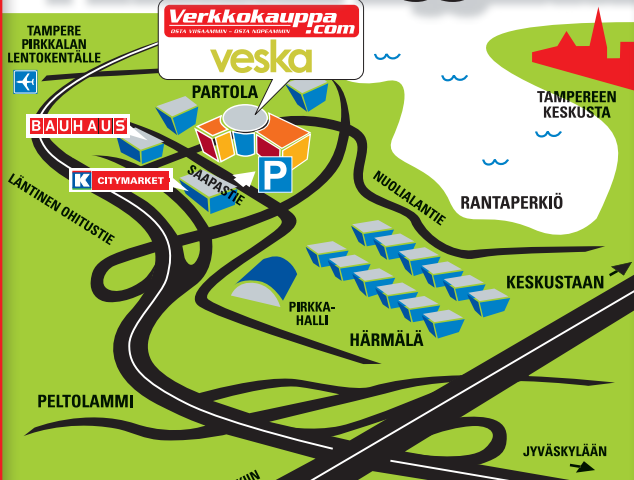 Verkkokauppa
.com
OSTA VIISAAMMIN – OSTA NOPEAMMIN
veska
TAMPERE
PIRKKALAN
LENTOKENTÄLLE
PARTOLA
TAMPEREEN
KESKUSTA
BAUHAUS
K CITYMARKET
SAAPASTIE
P
NUOLIALANTIE
RANTAPERKIÖ
LÄNTINEN OHITUSTIE
KESKUSTAAN
PIRKKA-
HALLI
HÄRMÄLÄ
PELTOLAMMI
JYVÄSKYLÄÄN